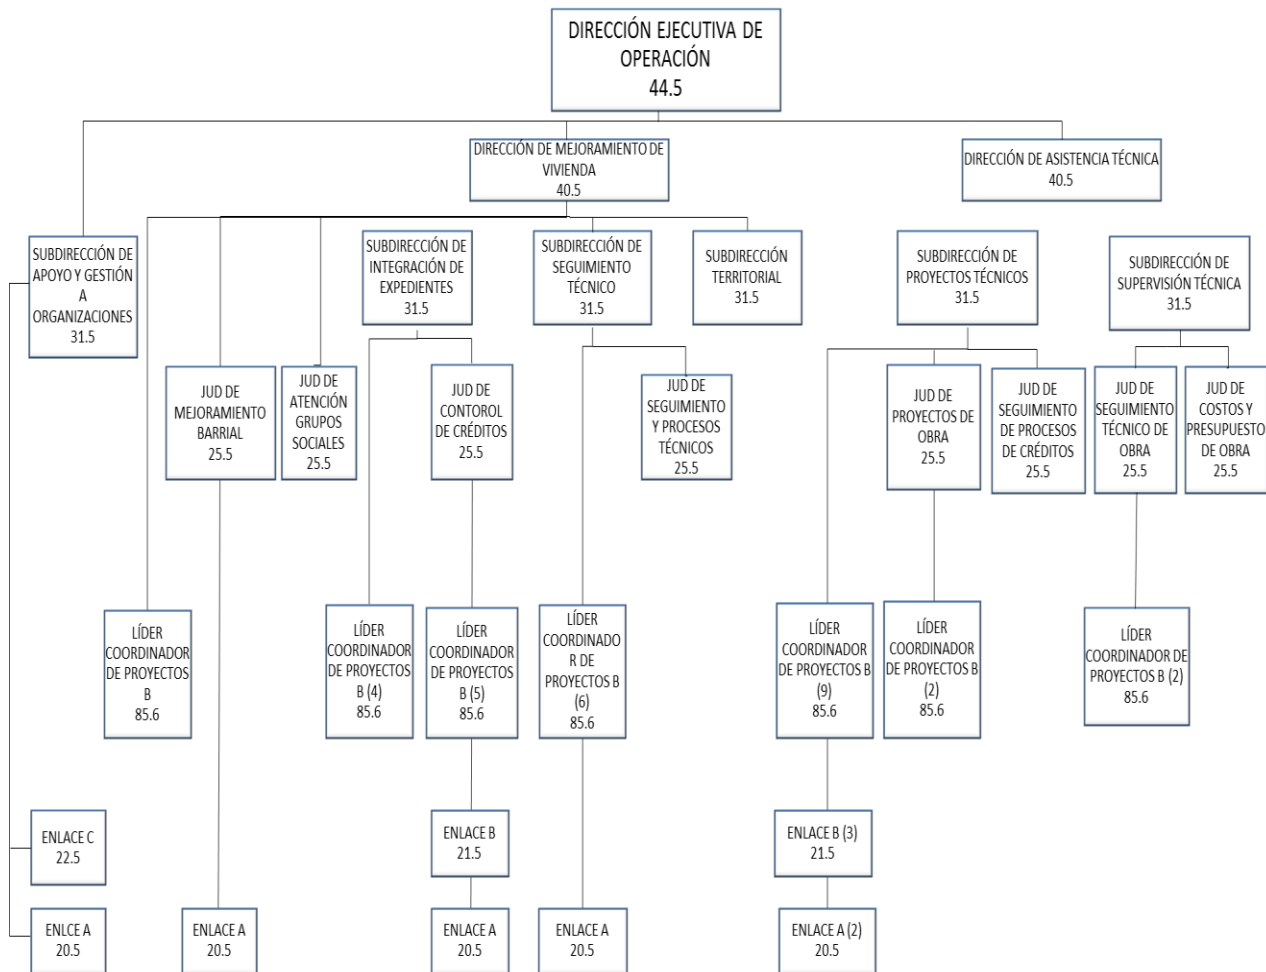 DIRECCIÓN EJECUTIVA DE
OPERACIÓN
44.5
DIRECCIÓN DE MEJORAMIENTO DE
VIVIENDA
40.5
DIRECCIÓN DE ASISTENCIA TÉCNICA
40.5
SUBDIRECCIÓN DE
APOYO Y GESTIÓN
A
ORGANIZACIONES
31.5
SUBDIRECCIÓN DE
INTEGRACIÓN DE
EXPEDIENTES
31.5
SUBDIRECCIÓN DE
SEGUIMIENTO
TÉCNICO
31.5
SUBDIRECCIÓN
TERRITORIAL
31.5
SUBDIRECCIÓN DE
PROYECTOS TÉCNICOS
31.5
SUBDIRECCIÓN DE
SUPERVISIÓN TÉCNICA
31.5
JUD DE
MEJORAMIENTO
BARRIAL
25.5
JUD DE
ATENCIÓN
GRUPOS
SOCIALES
25.5
JUD DE
CONTOROL
DE CRÉDITOS
25.5
JUD DE
SEGUIMIENTO
Y PROCESOS
TÉCNICOS
25.5
JUD DE
PROYECTOS DE
OBRA
25.5
JUD DE
SEGUIMIENTO
DE PROCESOS
DE CRÉDITOS
25.5
JUD DE
SEGUIMIENTO
TÉCNICO DE
OBRA
25.5
JUD DE
COSTOS Y
PRESUPUESTO
DE OBRA
25.5
LÍDER
COORDINADOR
DE PROYECTOS
B
85.6
LÍDER
COORDINADOR
DE PROYECTOS
B (4)
85.6
LÍDER
COORDINADOR
DE PROYECTOS
B (5)
85.6
LÍDER
COORDINADO
R DE
PROYECTOS B
(6)
85.6
LÍDER
COORDINADOR
DE PROYECTOS B
(9)
85.6
LÍDER
COORDINADOR
DE PROYECTOS B
(2)
85.6
LÍDER
COORDINADOR DE
PROYECTOS B (2)
85.6
ENLACE C
22.5
ENLACE B
21.5
ENLACE B (3)
21.5
ENLCE A
20.5
ENLACE A
20.5
ENLACE A
20.5
ENLACE A
20.5
ENLACE A (2)
20.5